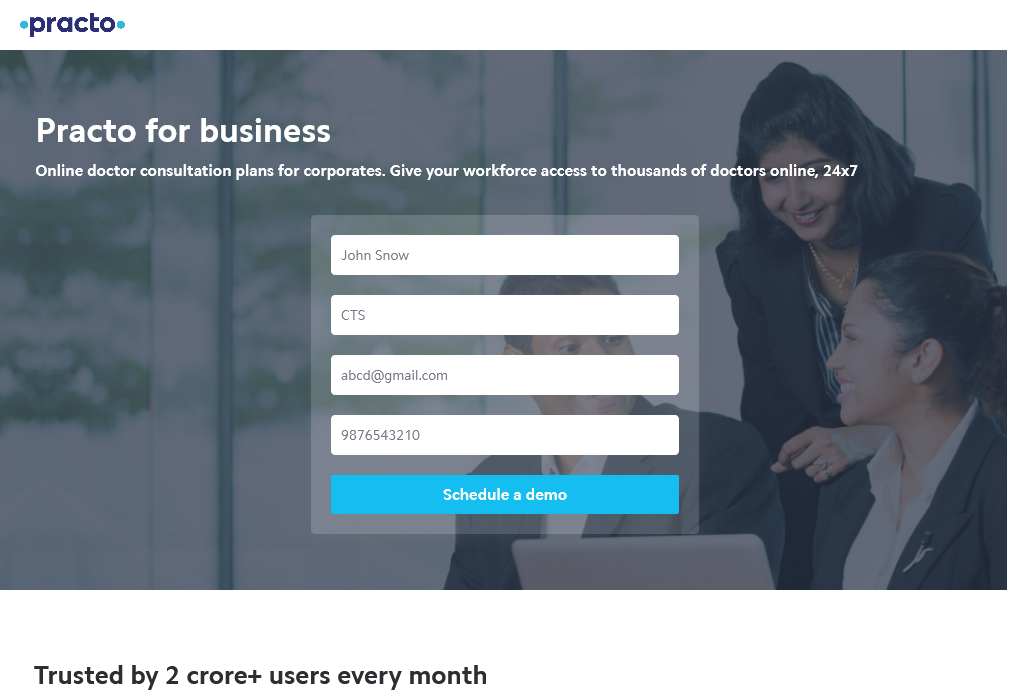 practo
Practo for business
Online doctor consultation plans for corporates. Give your workforce access to thousands of doctors online, 24x7
John Snow
CTS
abcd@gmail.com
9876543210
Schedule a demo
Trusted by 2 crore+ users every month